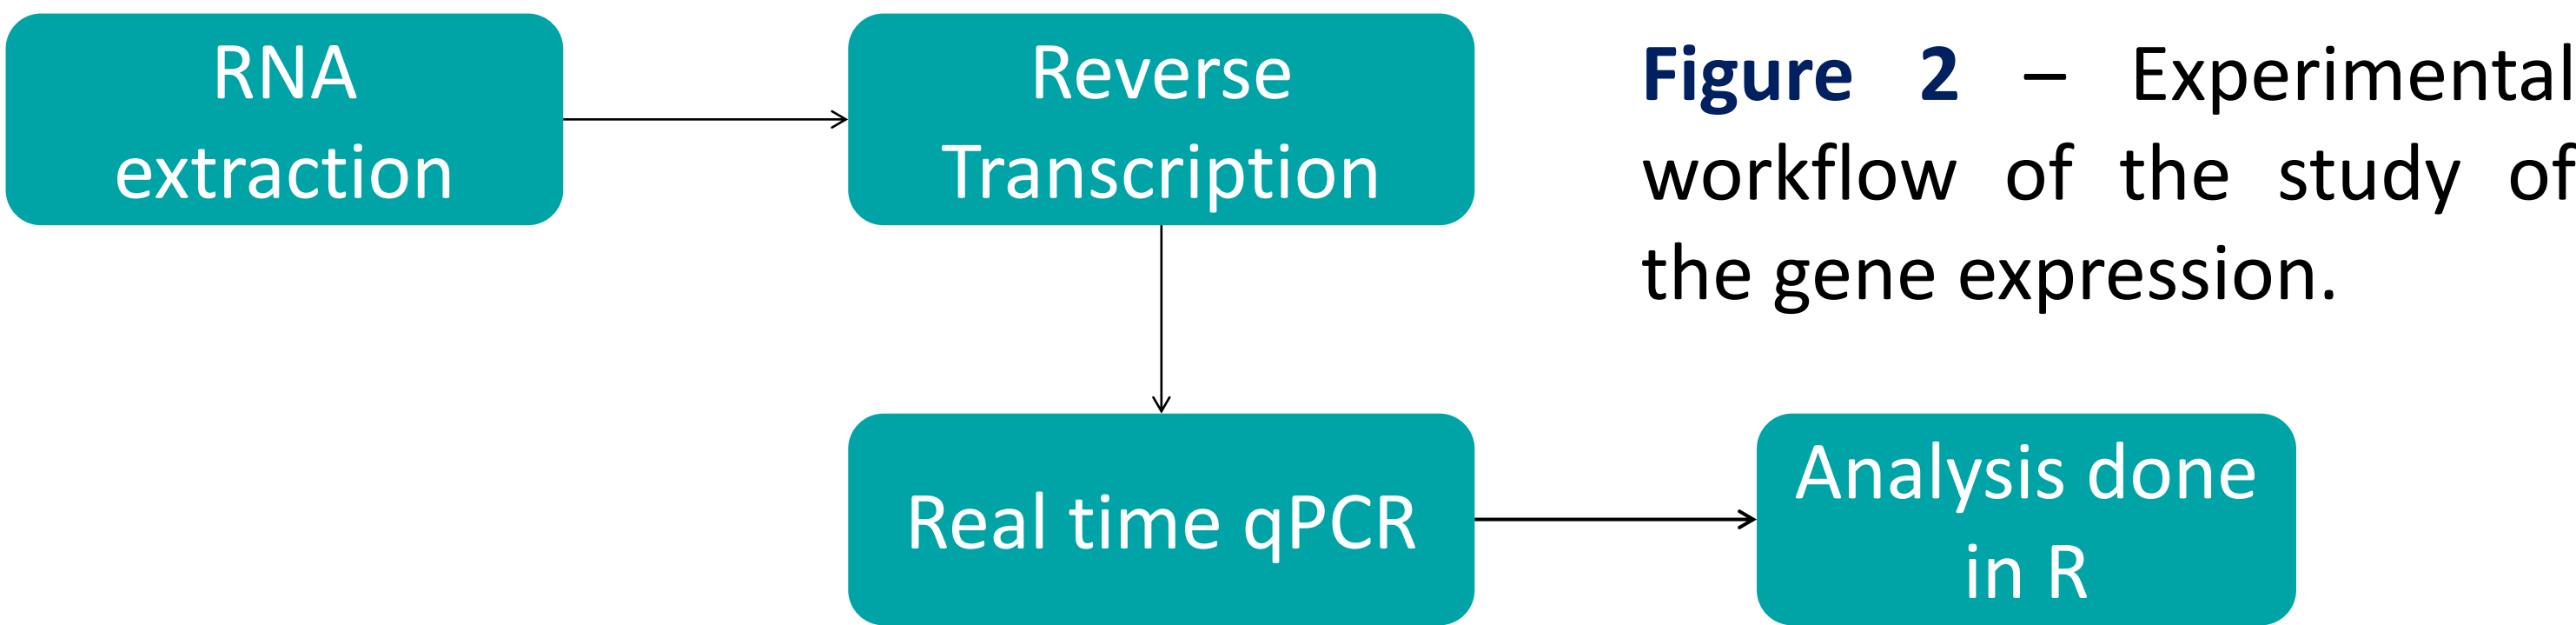 RNA
extraction
Reverse
Transcription
Figure 2 – Experimental
workflow of the study of
the gene expression.
Real time qPCR
Analysis done
in R